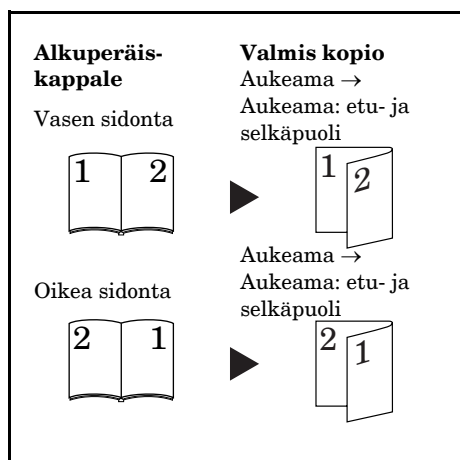 Alkuperäis-
kappale
Valmis kopio
Vasen sidonta
Aukeama →
Aukeama: etu- ja
selkäpuoli
1 2
1 2
Oikea sidonta
Aukeama →
Aukeama: etu- ja
selkäpuoli
2 1
2 1